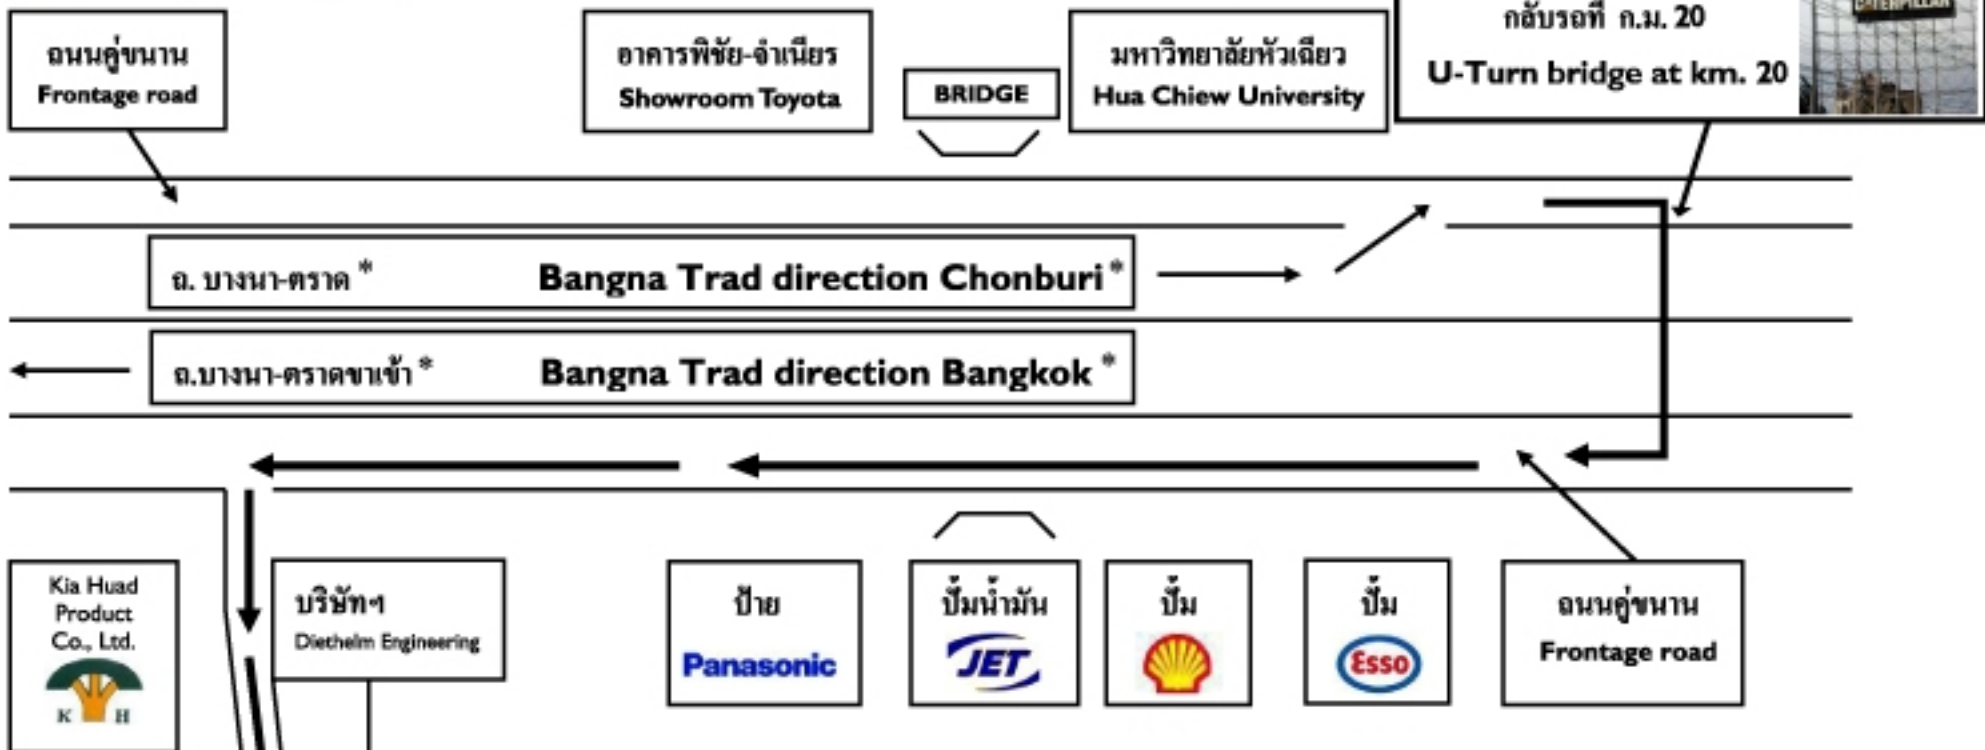 ถนนคู่ขนาน
Frontage road
อาคารพิชัย-จำเนียร
Showroom Toyota
BRIDGE
มหาวิทยาลัยหัวเฉียว
Hua Chiew University
กลับรถที่ ก.ม. 20
U-Turn bridge at km. 20
CATERPILLAR
ถ. บางนา-ตราด * Bangna Trad direction Chonburi *
ถ.บางนา-ตราดขาเข้า * Bangna Trad direction Bangkok *
Kia Huad
Product
Co., Ltd.
K H
บริษัทฯ
Diethelm Engineering
ป้าย
Panasonic
ปั๊มน้ำมัน
JET
ปั๊ม
ปั๊ม
Esso
ถนนคู่ขนาน
Frontage road